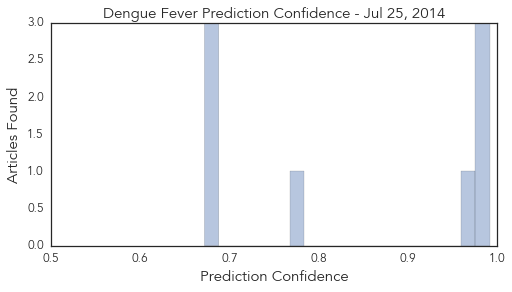 Dengue Fever Prediction Confidence - Jul 25, 2014
3.0
2.5
2.0
1.5
1.0
0.5
0.0
Articles Found
0.5 0.6 0.7 0.8 0.9 1.0
Prediction Confidence